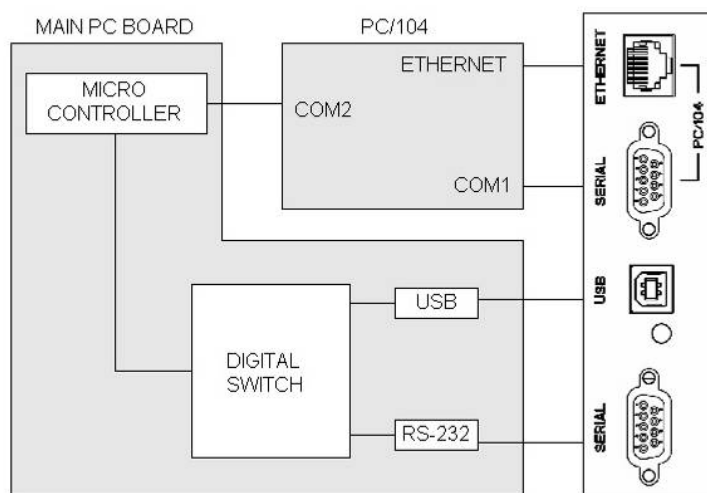 MAIN PC BOARD
PC/104
MICRO
CONTROLLER
ETHERNET
COM2
COM1
DIGITAL
SWITCH
USB
RS-232
ETHERNET
PC/104
SERIAL
USB
SERIAL